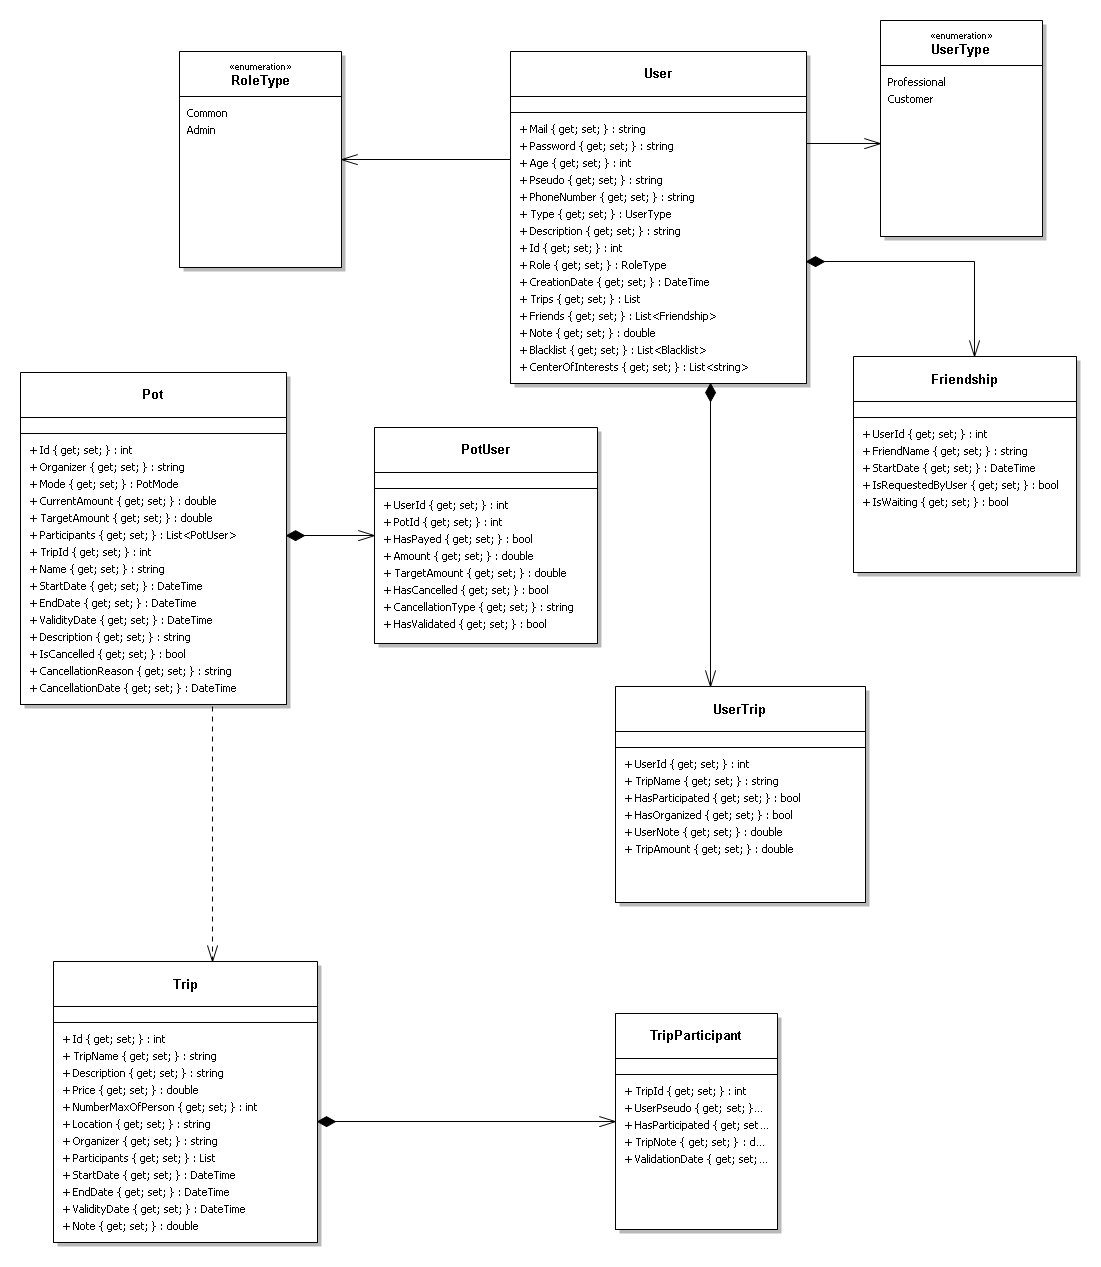 «enumeration»
RoleType
Common
Admin
User
+ Mail { get; set; } : string
+ Password { get; set; } : string
+ Age { get; set; } : int
+ Pseudo { get; set; } : string
+ PhoneNumber { get; set; } : string
+ Type { get; set; } : UserType
+ Description { get; set; } : string
+ Id { get; set; } : int
+ Role { get; set; } : RoleType
+ CreationDate { get; set; } : DateTime
+ Trips { get; set; } : List
+ Friends { get; set; } : List<Friendship>
+ Note { get; set; } : double
+ Blacklist { get; set; } : List<Blacklist>
+ CenterOfInterests { get; set; } : List<string>
«enumeration»
UserType
Professional
Customer
Friendship
+ UserId { get; set; } : int
+ FriendName { get; set; } : string
+ StartDate { get; set; } : DateTime
+ IsRequestedByUser { get; set; } : bool
+ IsWaiting { get; set; } : bool
Pot
+ Id { get; set; } : int
+ Organizer { get; set; } : string
+ Mode { get; set; } : PotMode
+ CurrentAmount { get; set; } : double
+ TargetAmount { get; set; } : double
+ Participants { get; set; } : List<PotUser>
+ TripId { get; set; } : int
+ Name { get; set; } : string
+ StartDate { get; set; } : DateTime
+ EndDate { get; set; } : DateTime
+ ValidityDate { get; set; } : DateTime
+ Description { get; set; } : string
+ IsCancelled { get; set; } : bool
+ CancellationReason { get; set; } : string
+ CancellationDate { get; set; } : DateTime
PotUser
+ UserId { get; set; } : int
+ PotId { get; set; } : int
+ HasPayed { get; set; } : bool
+ Amount { get; set; } : double
+ TargetAmount { get; set; } : double
+ HasCancelled { get; set; } : bool
+ CancellationType { get; set; } : string
+ HasValidated { get; set; } : bool
UserTrip
+ UserId { get; set; } : int
+ TripName { get; set; } : string
+ HasParticipated { get; set; } : bool
+ HasOrganized { get; set; } : bool
+ UserNote { get; set; } : double
+ TripAmount { get; set; } : double
Trip
+ Id { get; set; } : int
+ TripName { get; set; } : string
+ Description { get; set; } : string
+ Price { get; set; } : double
+ NumberMaxOfPerson { get; set; } : int
+ Location { get; set; } : string
+ Organizer { get; set; } : string
+ Participants { get; set; } : List
+ StartDate { get; set; } : DateTime
+ EndDate { get; set; } : DateTime
+ ValidityDate { get; set; } : DateTime
+ Note { get; set; } : double
TripParticipant
+ TripId { get; set; } : int
+ UserPseudo { get; set; }...
+ HasParticipated { get; set...
+ TripNote { get; set; } : d...
+ ValidationDate { get; set;...